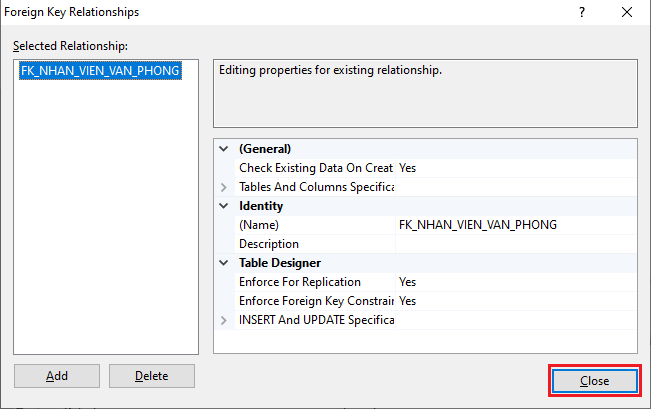 Foreign Key Relationships
Selected Relationship:
FK_NHAN_VIEN_VAN_PHONG
Editing properties for existing relationship.
(General)
Check Existing Data On Creat Yes
Tables And Columns Specifica
Identity
(Name) FK_NHAN_VIEN_VAN_PHONG
Description
Table Designer
Enforce For Replication Yes
Enforce Foreign Key Constrain Yes
INSERT And UPDATE Specifica
Add Delete
Close